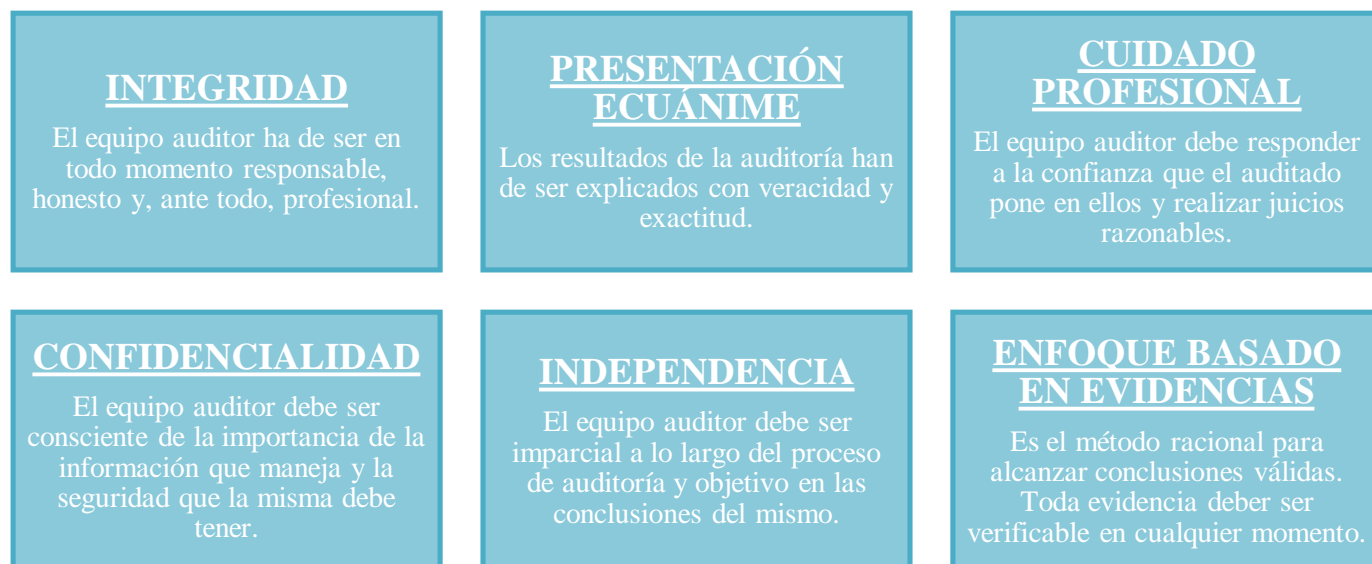 INTEGRIDAD
El equipo auditor ha de ser en
todo momento responsable,
honesto y, ante todo, profesional.
PRESENTACIÓN
ECUÁNIME
Los resultados de la auditoría han
de ser explicados con veracidad y
exactitud.
CUIDADO
PROFESIONAL
El equipo auditor debe responder
a la confianza que el auditado
pone en ellos y realizar juicios
razonables.
CONFIDENCIALIDAD
El equipo auditor debe ser
consciente de la importancia de la
información que maneja y la
seguridad que la misma debe
tener.
INDEPENDENCIA
El equipo auditor debe ser
imparcial a lo largo del proceso
de auditoría y objetivo en las
conclusiones del mismo.
ENFOQUE BASADO
EN EVIDENCIAS
Es el método racional para
alcanzar conclusiones válidas.
Toda evidencia deber ser
verificable en cualquier momento.